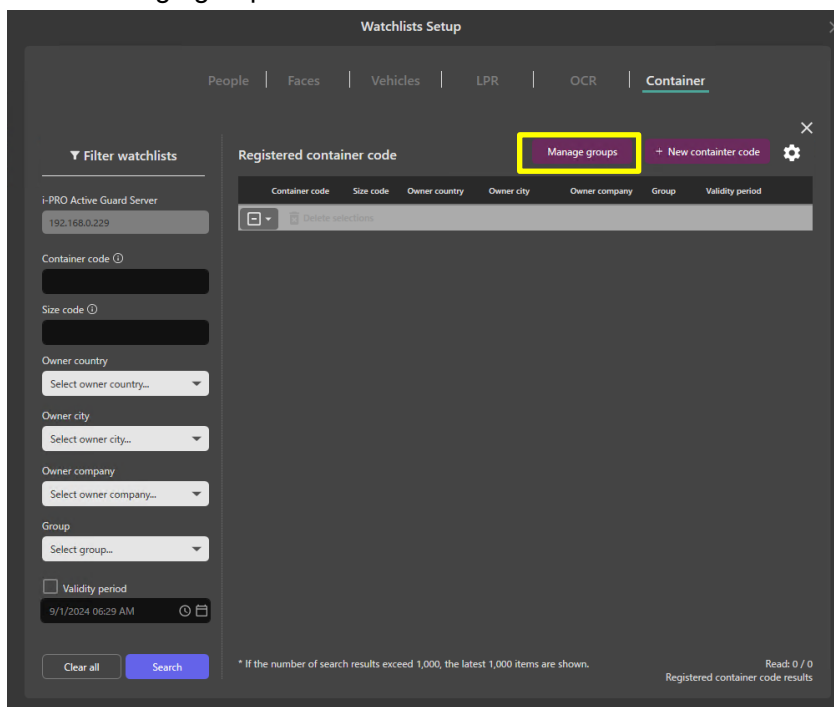 Watchlists Setup
People | Faces | Vehicles | LPR | OCR | Container
Filter watchlists
Registered container code
Manage groups
+ New containter code
i-PRO Active Guard Server
192.168.0.229
Container code
Size code
Owner country
Select owner country...
Owner city
Select owner city...
Owner company
Select owner company...
Group
Select group...
Validity period
9/1/2024 06:29 AM
Clear all
Search
Container code Size code Owner country Owner city Owner company Group Validity period
Delete selections
* If the number of search results exceed 1,000, the latest 1,000 items are shown.
Read: 0 / 0
Registered container code results